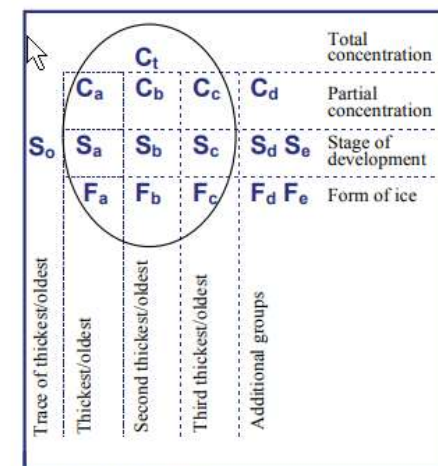 Total
concentration
Ct
Ca Cb Cc Cd
Partial
concentration
So Sa Sb Sc Sd Se
Stage of
development
Fa Fb Fc Fd Fe
Form of ice
Trace of thickest/oldest
Thickest/oldest
Second thickest/oldest
Third thickest/oldest
Additional groups